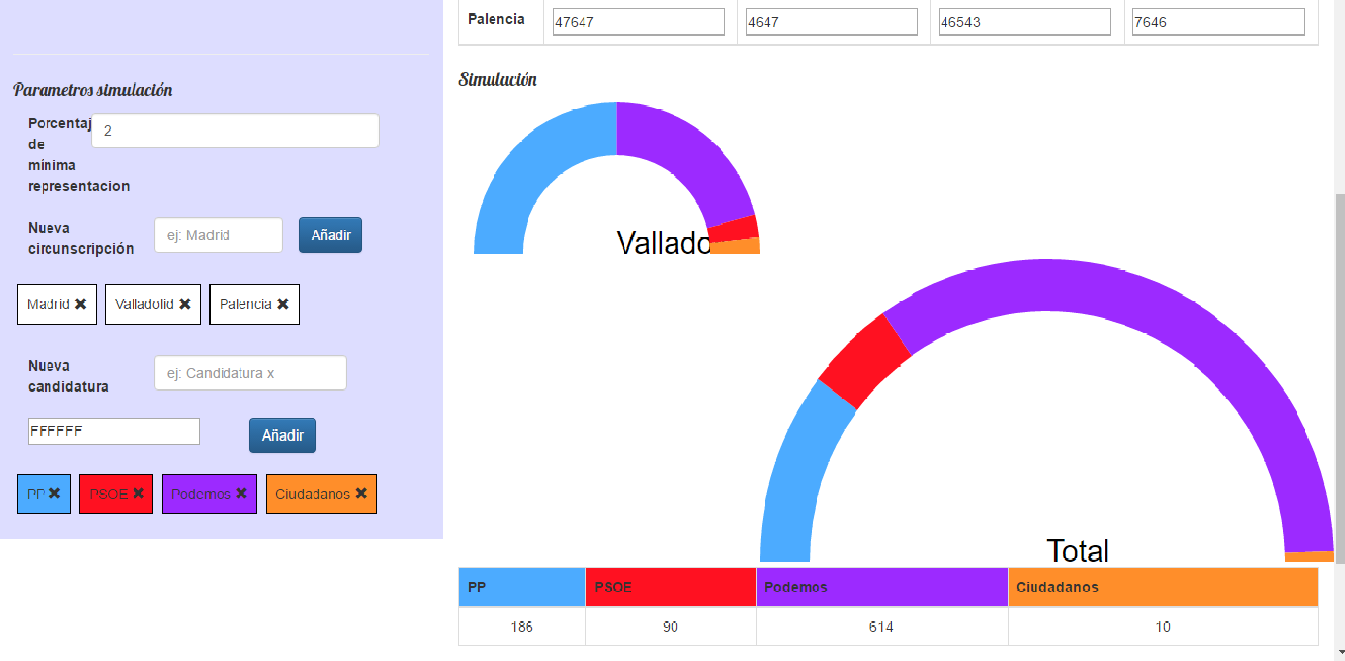 Parametros simulación
Porcentaj
de
mínima
representacion
2
Nueva
circunscripción
ej: Madrid
Añadir
Madrid ✖ Valladolid ✖ Palencia ✖
Nueva
candidatura
ej: Candidatura x
FFFFFF
Añadir
PP ✖ PSOE ✖ Podemos ✖ Ciudadanos ✖
Palencia 47647 4647 46543 7646
Simulación
Vallado
Total
PP PSOE Podemos Ciudadanos
186 90 614 10